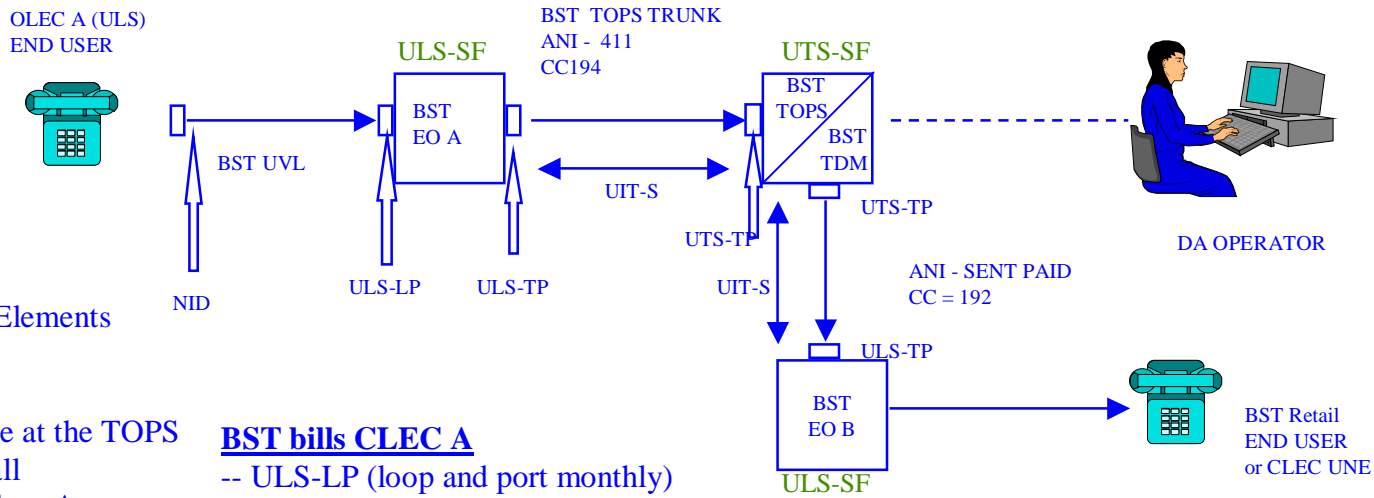 OLEC A (ULS)
END USER
BST TOPS TRUNK
ANI - 411
CC194
ULS-SF
UTS-SF
BST
EO A
BST
TOPS
BST
TDM
BST UVL
UIT-S
UTS-TP
UTS-TP
DA OPERATOR
NID
ULS-LP
ULS-TP
UIT-S
ANI - SENT PAID
CC = 192
Elements
ULS-TP
BST
EO B
BST Retail
END USER
or CLEC UNE
e at the TOPS
BST bills CLEC A
-- ULS-LP (loop and port monthly)
ULS-SF